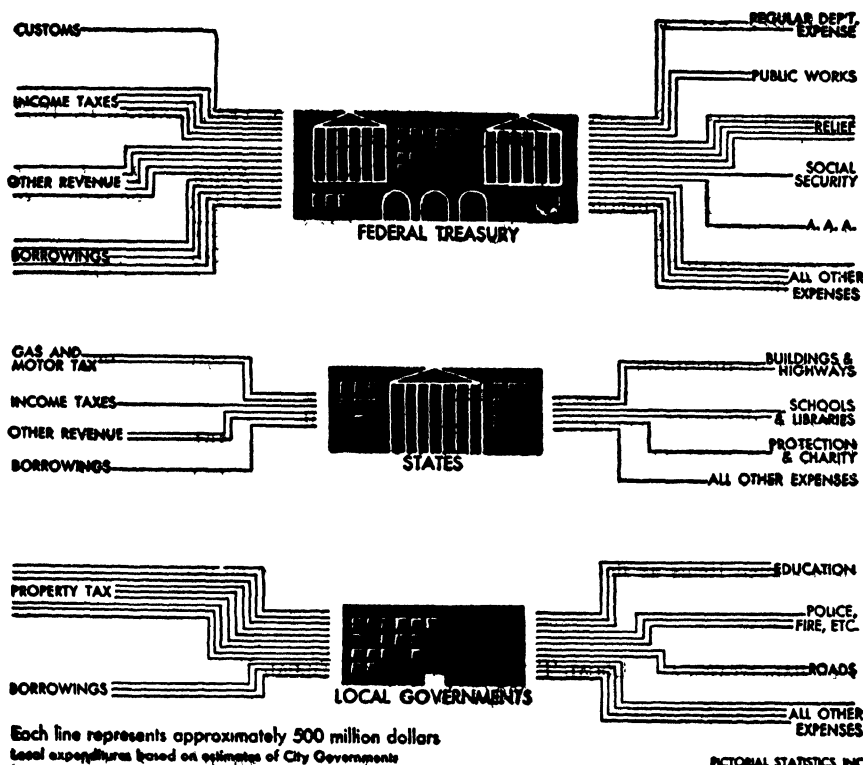 CUSTOMS
INCOME TAXES
OTHER REVENUE
BORROWINGS
FEDERAL TREASURY
REGULAR DEP'T.
EXPENSE
PUBLIC WORKS
RELIEF
SOCIAL
SECURITY
A. A. A.
ALL OTHER
EXPENSES
GAS AND
MOTOR TAX
INCOME TAXES
OTHER REVENUE
BORROWINGS
STATES
BUILDINGS &
HIGHWAYS
SCHOOLS
& LIBRARIES
PROTECTION
& CHARITY
ALL OTHER EXPENSES
PROPERTY TAX
BORROWINGS
LOCAL GOVERNMENTS
EDUCATION
POLICE,
FIRE, ETC.
ROADS
ALL OTHER
EXPENSES
Each line represents approximately 500 million dollars
Local expenditures based on estimates of City Governments
PICTORIAL STATISTICS, INC.